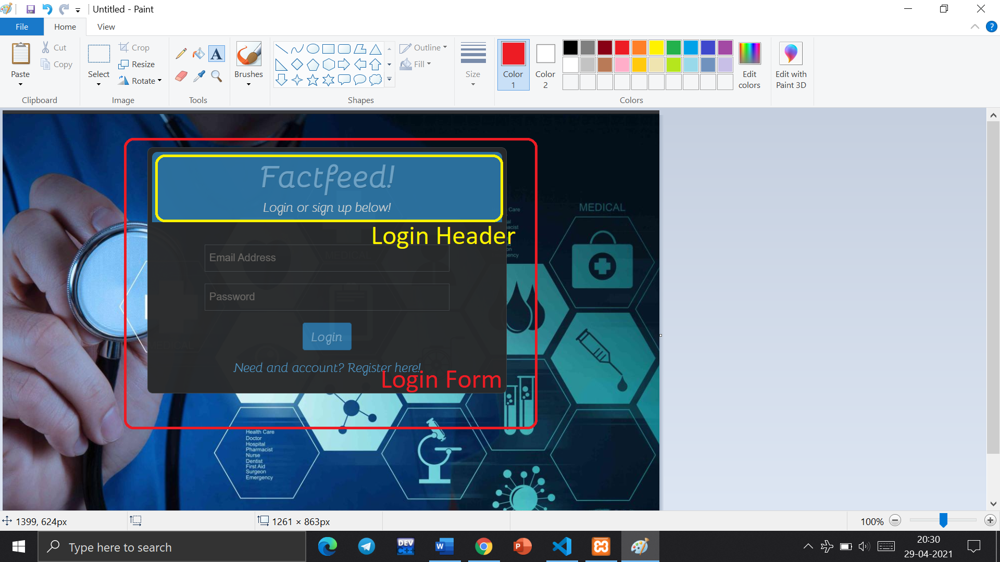 Untitled - Paint
File Home View
Paste
Cut
Copy
Clipboard
Select
Crop
Resize
Rotate
Image
Tools
A
Brushes
Shapes
Outline
Fill
Size
Color 1
Color 2
Colors
Edit colors
Edit with Paint 3D
?
Factfeed!
Login or sign up below!
Login Header
Email Address
Password
Login
Need and account? Register here!
Login Form
MEDICAL
Care
Health Care
Doctor
Hospital
Pharmacist
Nurse
Dentist
First Aid
Surgeon
Emergency
1399, 624px
1261 × 863px
100%
Type here to search
DEV
C++
W
P
20:30
29-04-2021